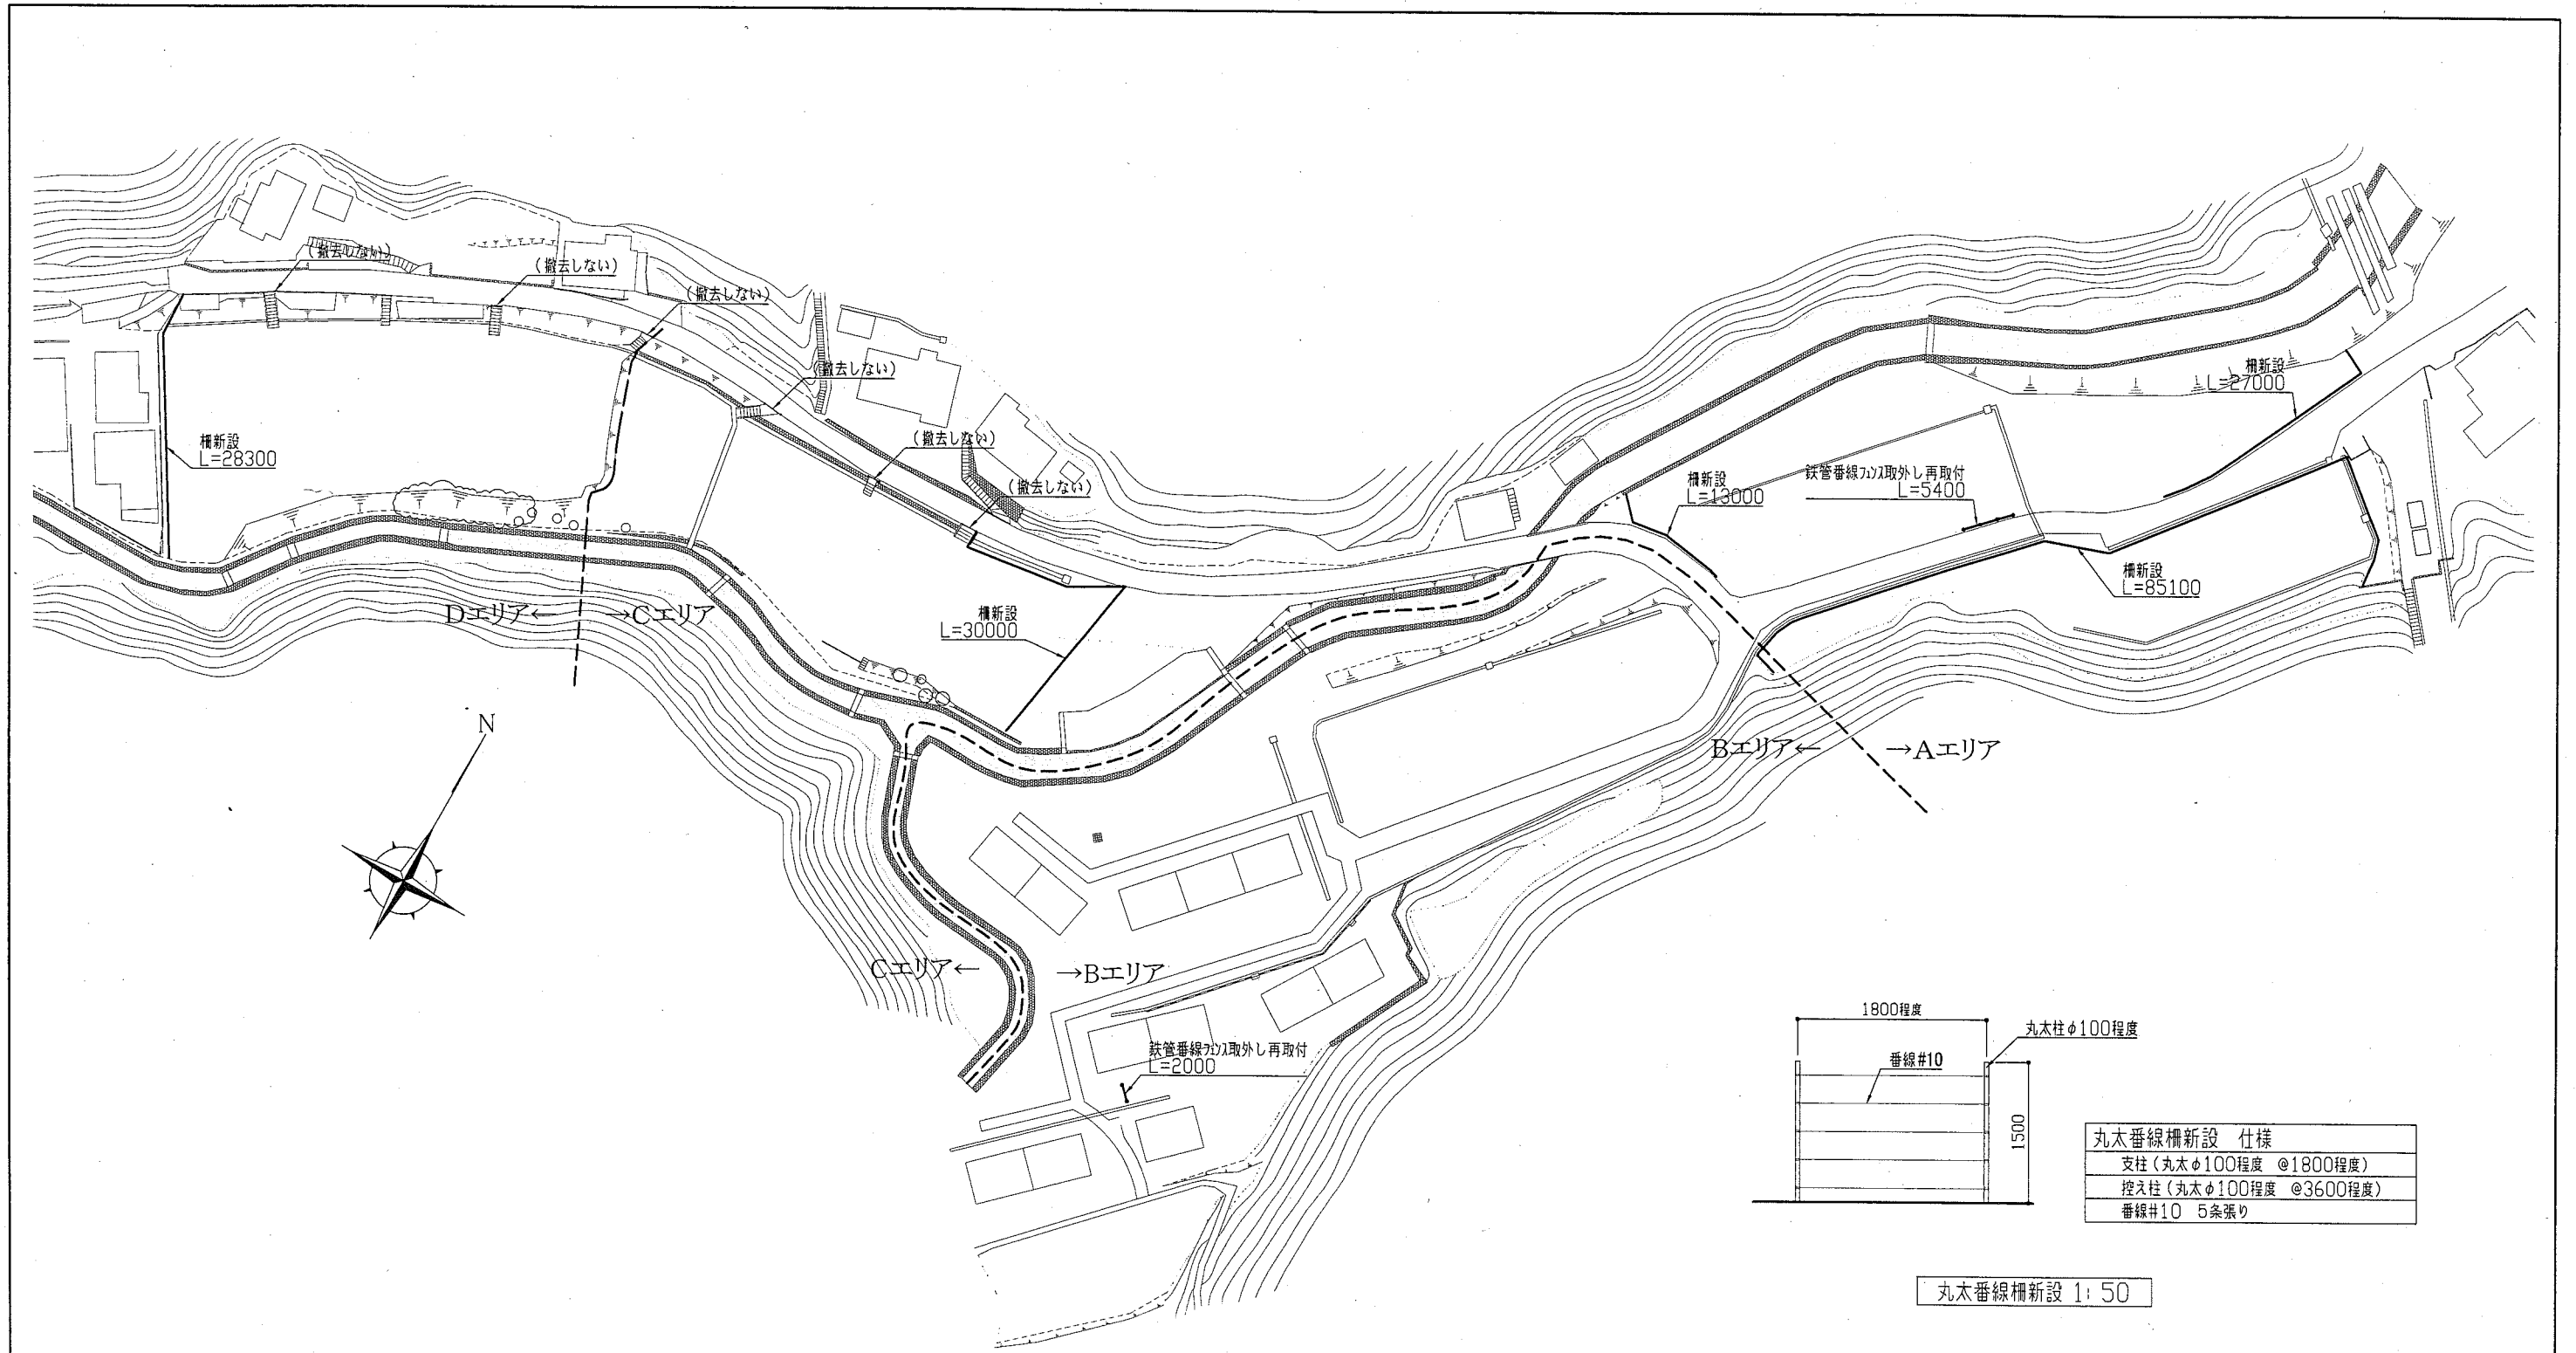 (撤去しない)
(撤去しない)
(撤去しない)
(撤去しない)
(撤去しない)
(撤去しない)
柵新設
L=28300
柵新設
L=27000
柵新設
L=13000
鉄管番線フェンス取外し再取付
L=5400
柵新設
L=85100
柵新設
L=30000
Dエリア←
→Cエリア
Bエリア←
→Aエリア
N
Cエリア←
→Bエリア
鉄管番線フェンス取外し再取付
L=2000
1800程度
丸太柱φ100程度
番線#10
1500
丸太番線柵新設 仕様
支柱(丸太φ100程度 @1800程度)
控え柱(丸太φ100程度 @3600程度)
番線#10 5条張り
丸太番線柵新設 1:50